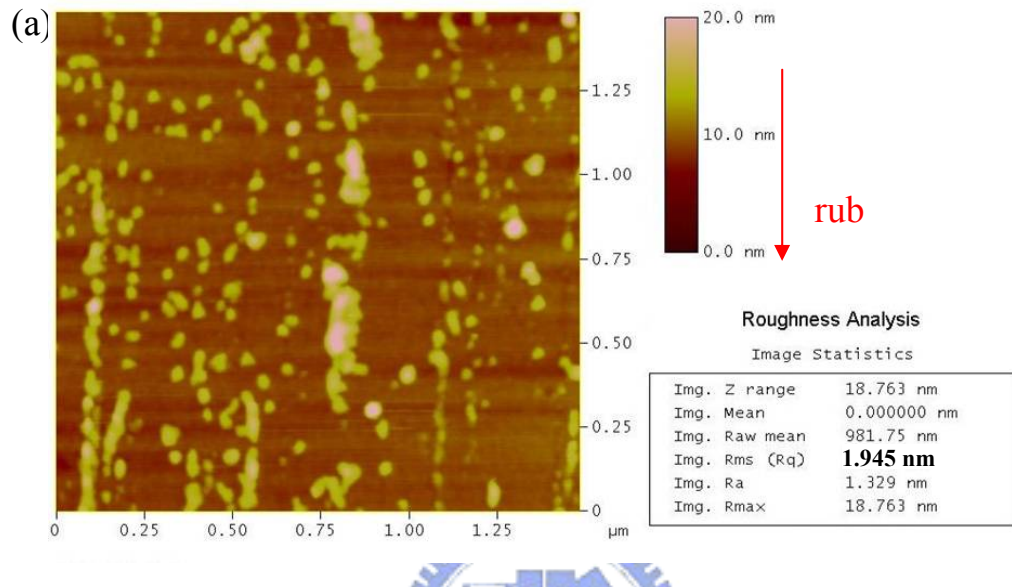 (a)
20.0 nm
10.0 nm
0.0 nm
rub
1.25
1.00
0.75
0.50
0.25
0
0 0.25 0.50 0.75 1.00 1.25 µm
Roughness Analysis
Image Statistics
Img. Z range 18.763 nm
Img. Mean 0.000000 nm
Img. Raw mean 981.75 nm
Img. Rms (Rq) 1.945 nm
Img. Ra 1.329 nm
Img. Rmax 18.763 nm